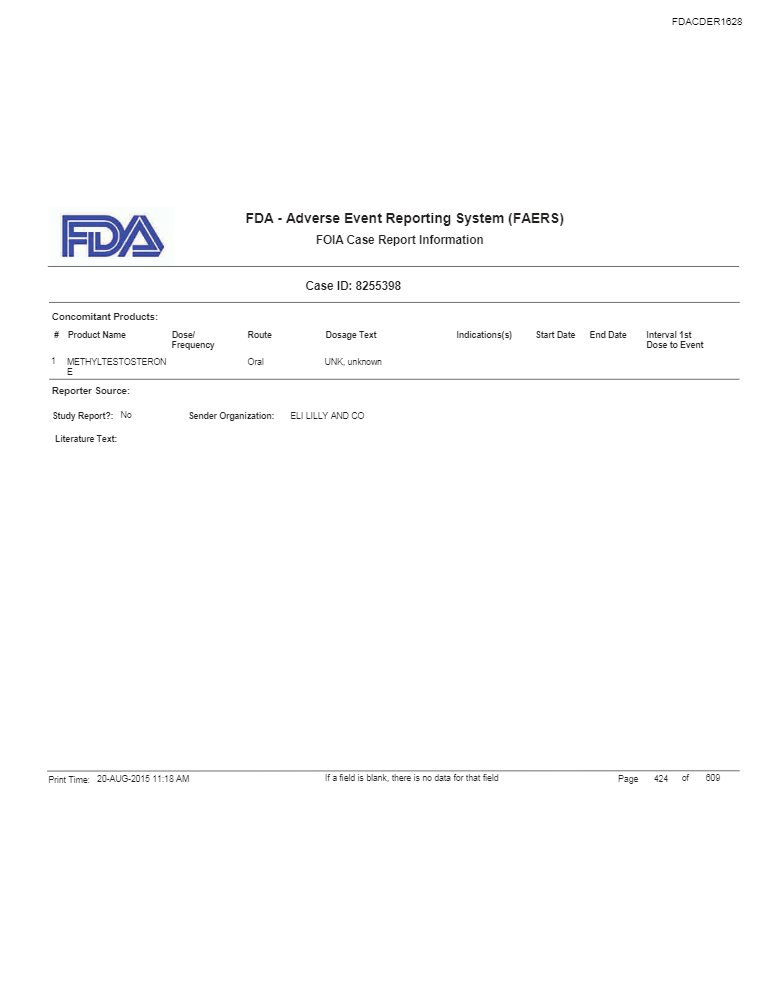 FDACDER1628
FDA
FDA - Adverse Event Reporting System (FAERS)
FOIA Case Report Information
Case ID: 8255398
Concomitant Products:
# Product Name Dose/ Frequency Route Dosage Text Indications(s) Start Date End Date Interval 1st Dose to Event
1 METHYLTESTOSTERON Oral UNK, unknown
E
Reporter Source:
Study Report?: No Sender Organization: ELI LILLY AND CO
Literature Text:
Print Time: 20-AUG-2015 11:18 AM If a field is blank, there is no data for that field Page 424 of 609